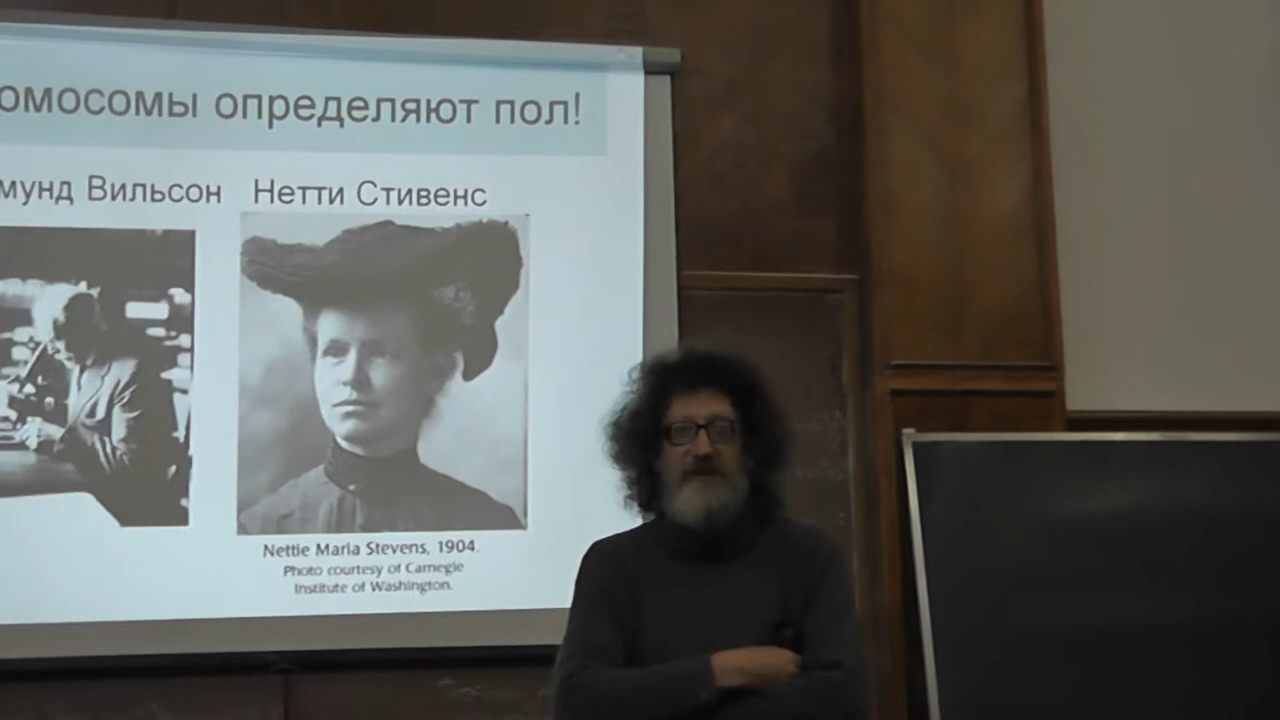 омосомы определяют пол!
мунд Вильсон Нетти Стивенс
Nettie Maria Stevens, 1904.
Photo courtesy of Carnegie
Institute of Washington.